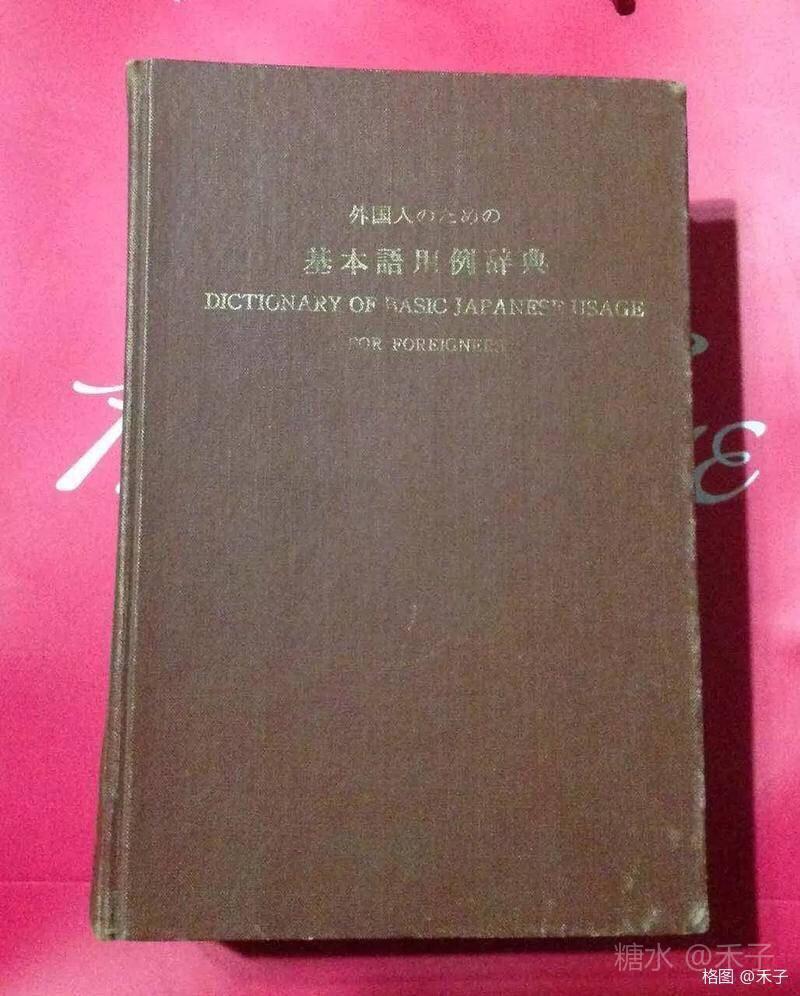 外国人のための
基本語用例辞典
DICTIONARY OF BASIC JAPANESE USAGE
FOR FOREIGNERS
糖水 @禾子
格图 @禾子